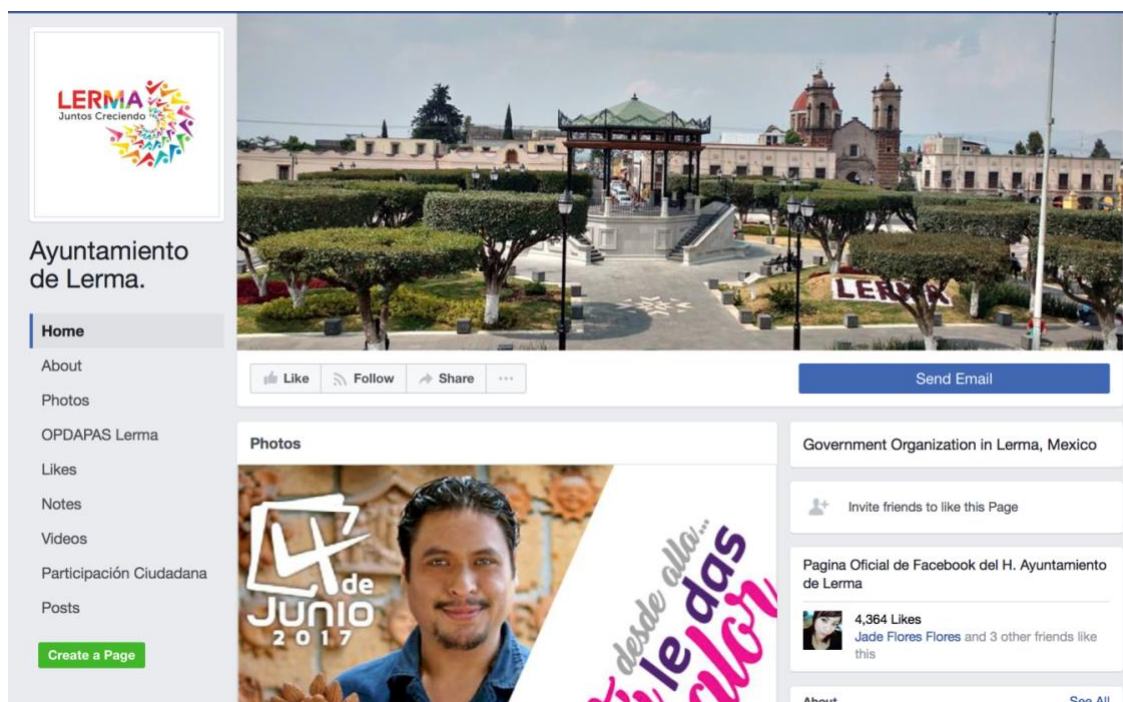 LERMA
Juntos Creciendo
Ayuntamiento
de Lerma.
Home
About
Photos
OPDAPAS Lerma
Likes
Notes
Videos
Participación Ciudadana
Posts
Create a Page
LERMA
Like
Follow
Share
Send Email
Photos
4 de
JUNIO
2017
desde alla...
le das
Government Organization in Lerma, Mexico
Invite friends to like this Page
Pagina Oficial de Facebook del H. Ayuntamiento
de Lerma
4,364 Likes
Jade Flores Flores and 3 other friends like
this
About
See All